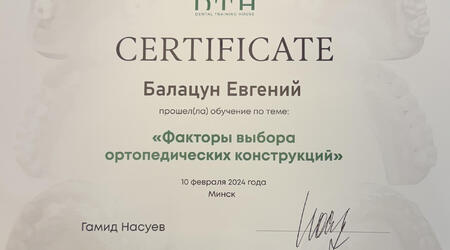 DTH
DENTAL TRAINING HOUSE
CERTIFICATE
Балацун Евгений
прошел(ла) обучение по теме:
«Факторы выбора
ортопедических конструкций»
10 февраля 2024 года
Минск
Гамид Насуев